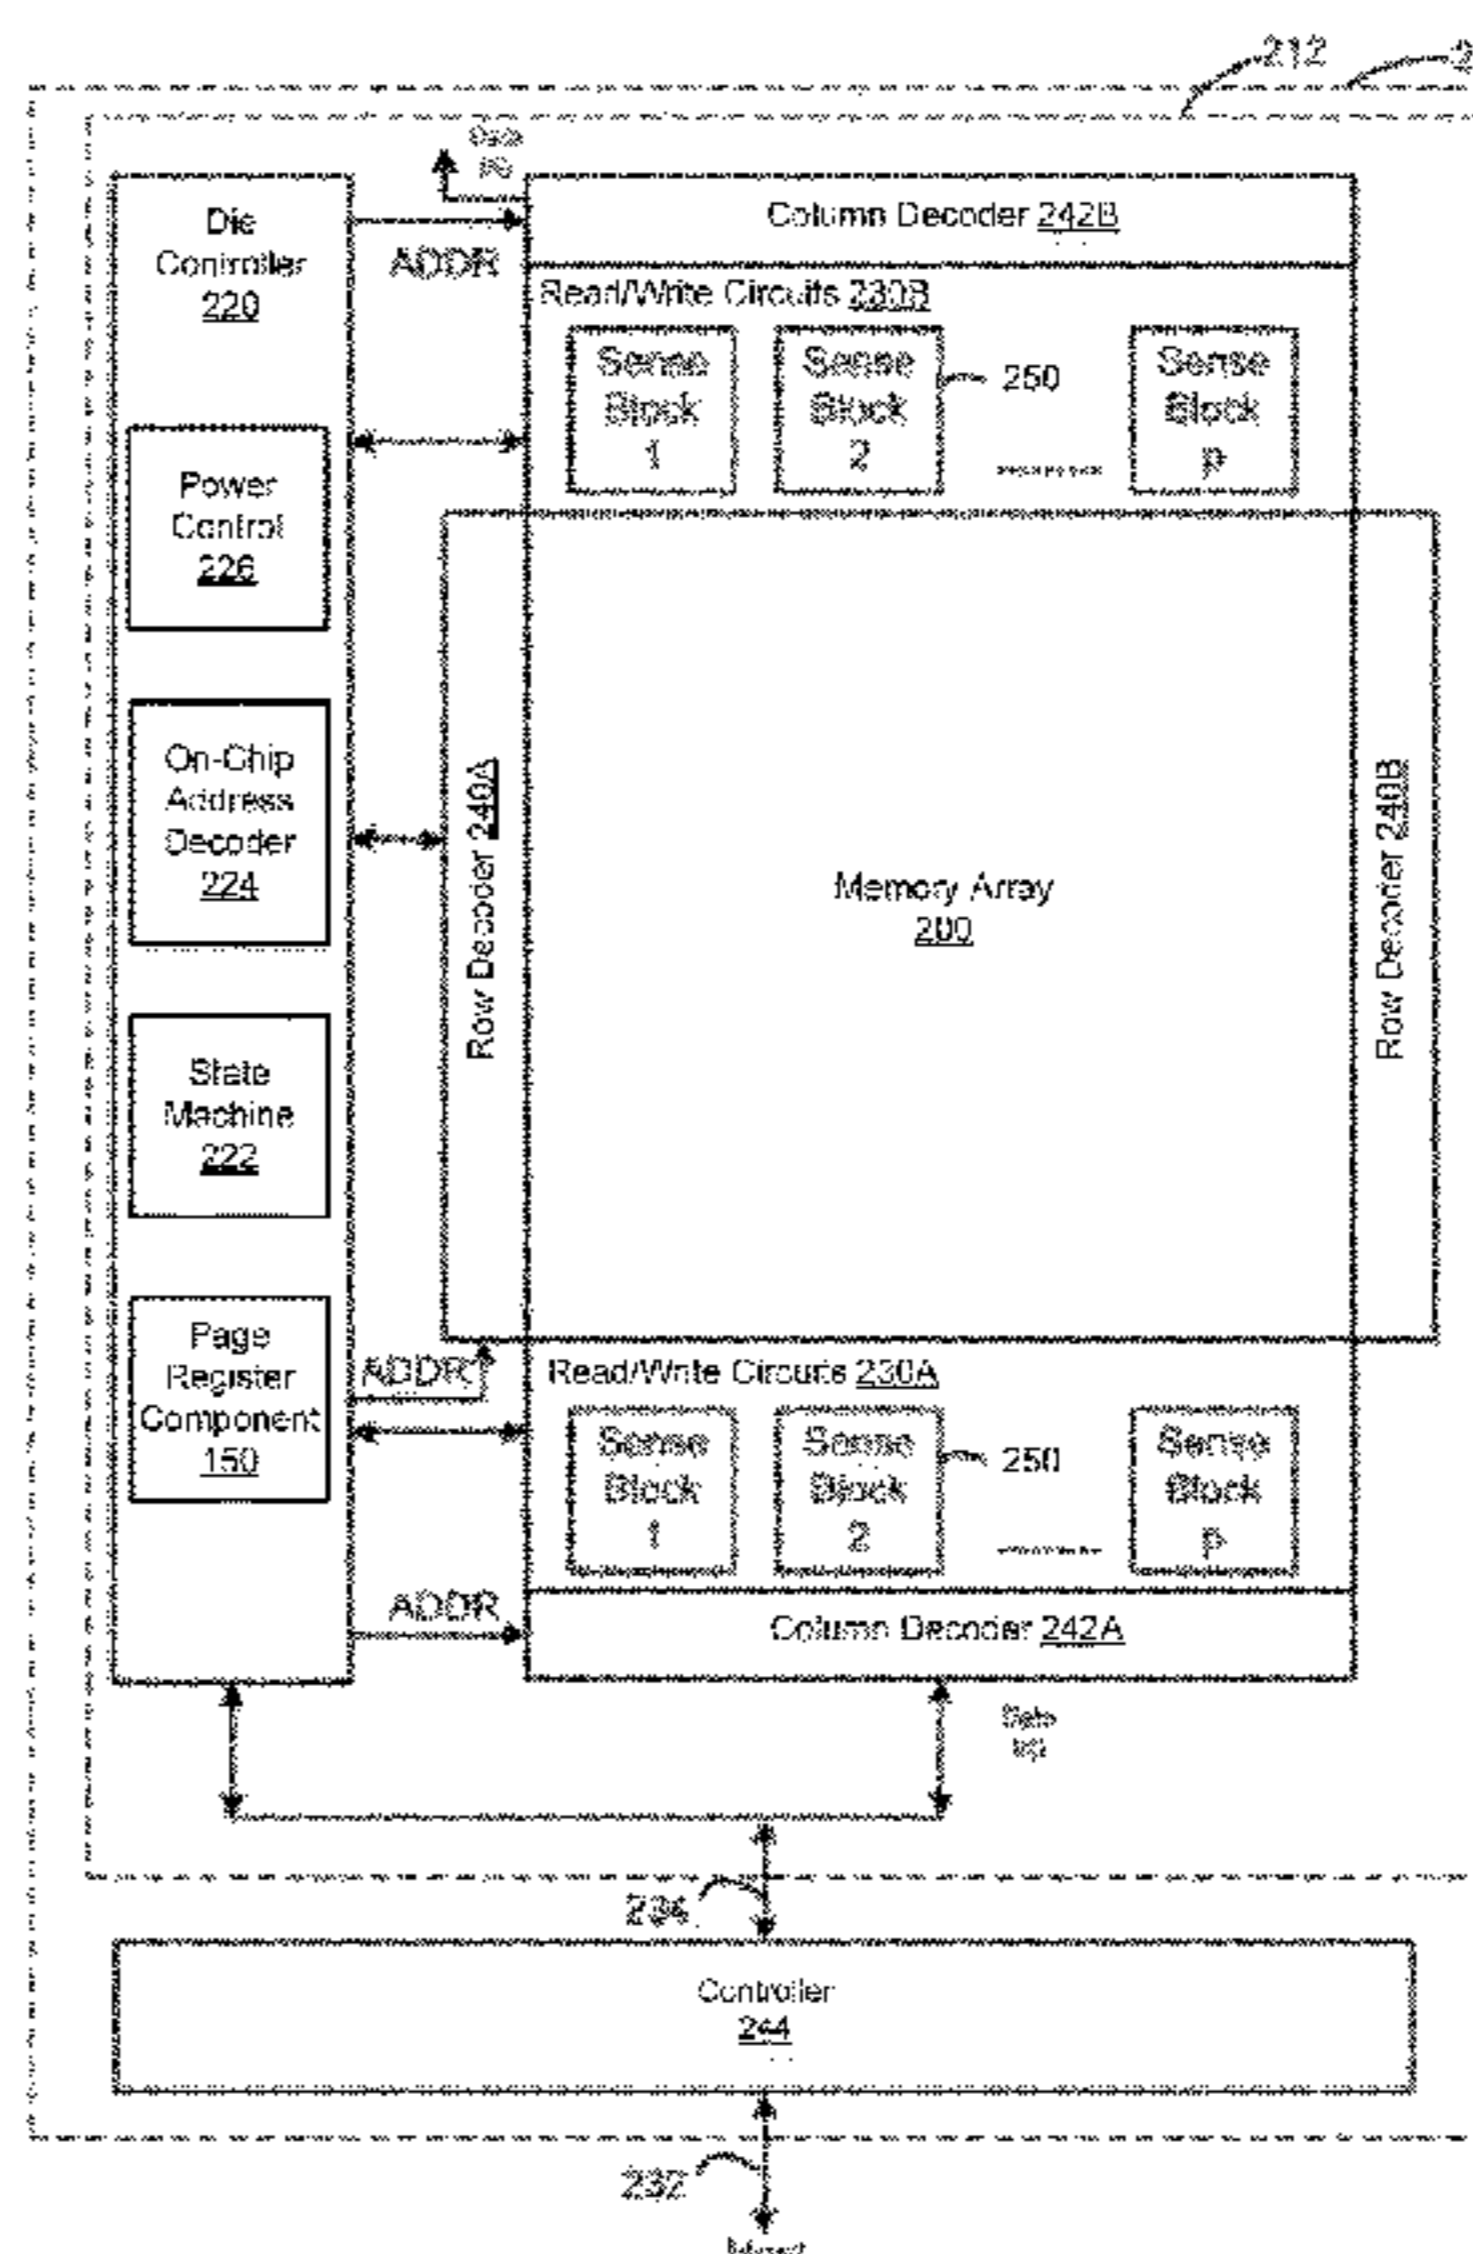 212
Data
I/O
Die
Controller
220
ADDR
Column Decoder 242B
Read/Write Circuits 230B
Sense
Block
1
Sense
Block
2
250
Sense
Block
p
Power
Control
226
On-Chip
Address
Decoder
224
Row Decoder 240A
Memory Array
200
Row Decoder 240B
State
Machine
222
Page
Register
Component
150
ADDR
Read/Write Circuits 230A
Sense
Block
1
Sense
Block
2
250
Sense
Block
p
ADDR
Column Decoder 242A
Data
I/O
234
Controller
244
232